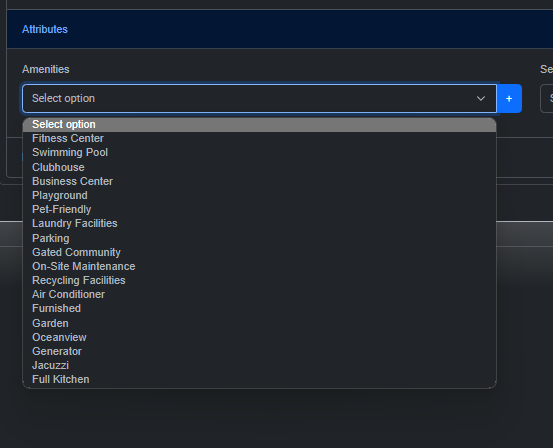 Attributes
Amenities
Se
Select option
+
Select option
Fitness Center
Swimming Pool
Clubhouse
Business Center
Playground
Pet-Friendly
Laundry Facilities
Parking
Gated Community
On-Site Maintenance
Recycling Facilities
Air Conditioner
Furnished
Garden
Oceanview
Generator
Jacuzzi
Full Kitchen